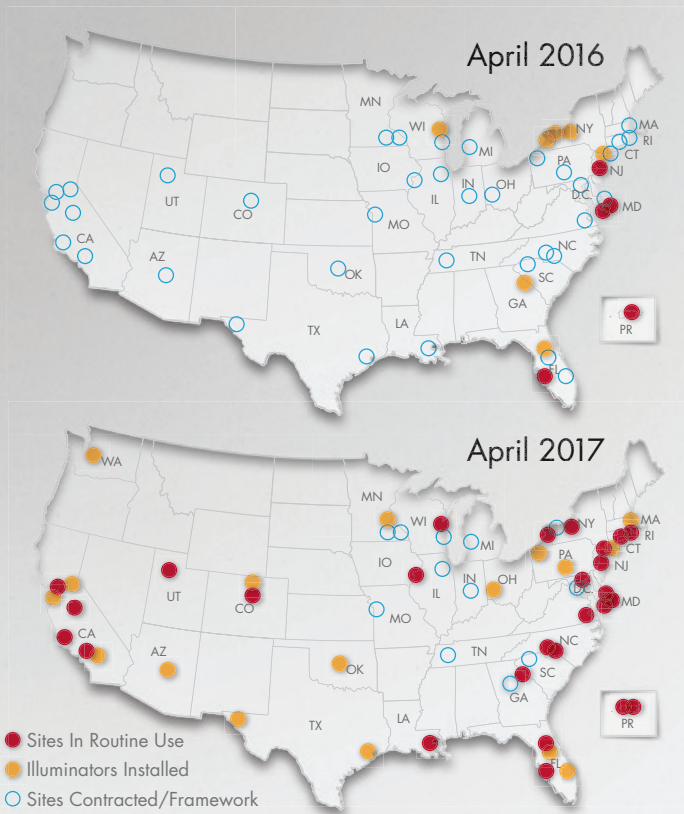 April 2016
MN
WI
MI
NY
MA
RI
CT
PA
NJ
IO
IL
IN
OH
D.C
MD
UT
CO
MO
CA
AZ
OK
TN
NC
SC
GA
TX
LA
FL
PR
April 2017
WA
MN
WI
MI
NY
MA
RI
CT
PA
NJ
IO
IL
IN
OH
DC
MD
UT
CO
MO
CA
AZ
OK
TN
NC
SC
GA
TX
LA
FL
PR
Sites In Routine Use
Illuminators Installed
Sites Contracted/Framework